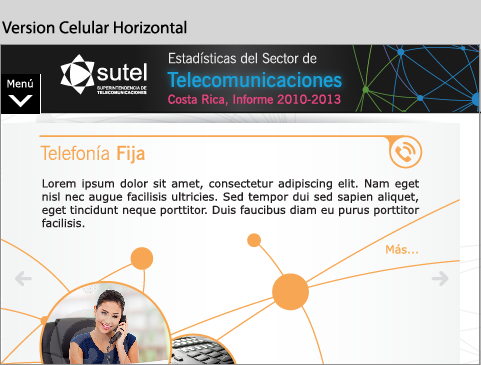 Version Celular Horizontal
Menú
sutel
SUPERINTENDENCIA DE
TELECOMUNICACIONES
Estadísticas del Sector de
Telecomunicaciones
Costa Rica, Informe 2010-2013
Telefonía Fija
Lorem ipsum dolor sit amet, consectetur adipiscing elit. Nam eget
nisl nec augue facilisis ultricies. Sed tempor dui sed sapien aliquet,
eget tincidunt neque porttitor. Duis faucibus diam eu purus porttitor
facilisis.
Más...